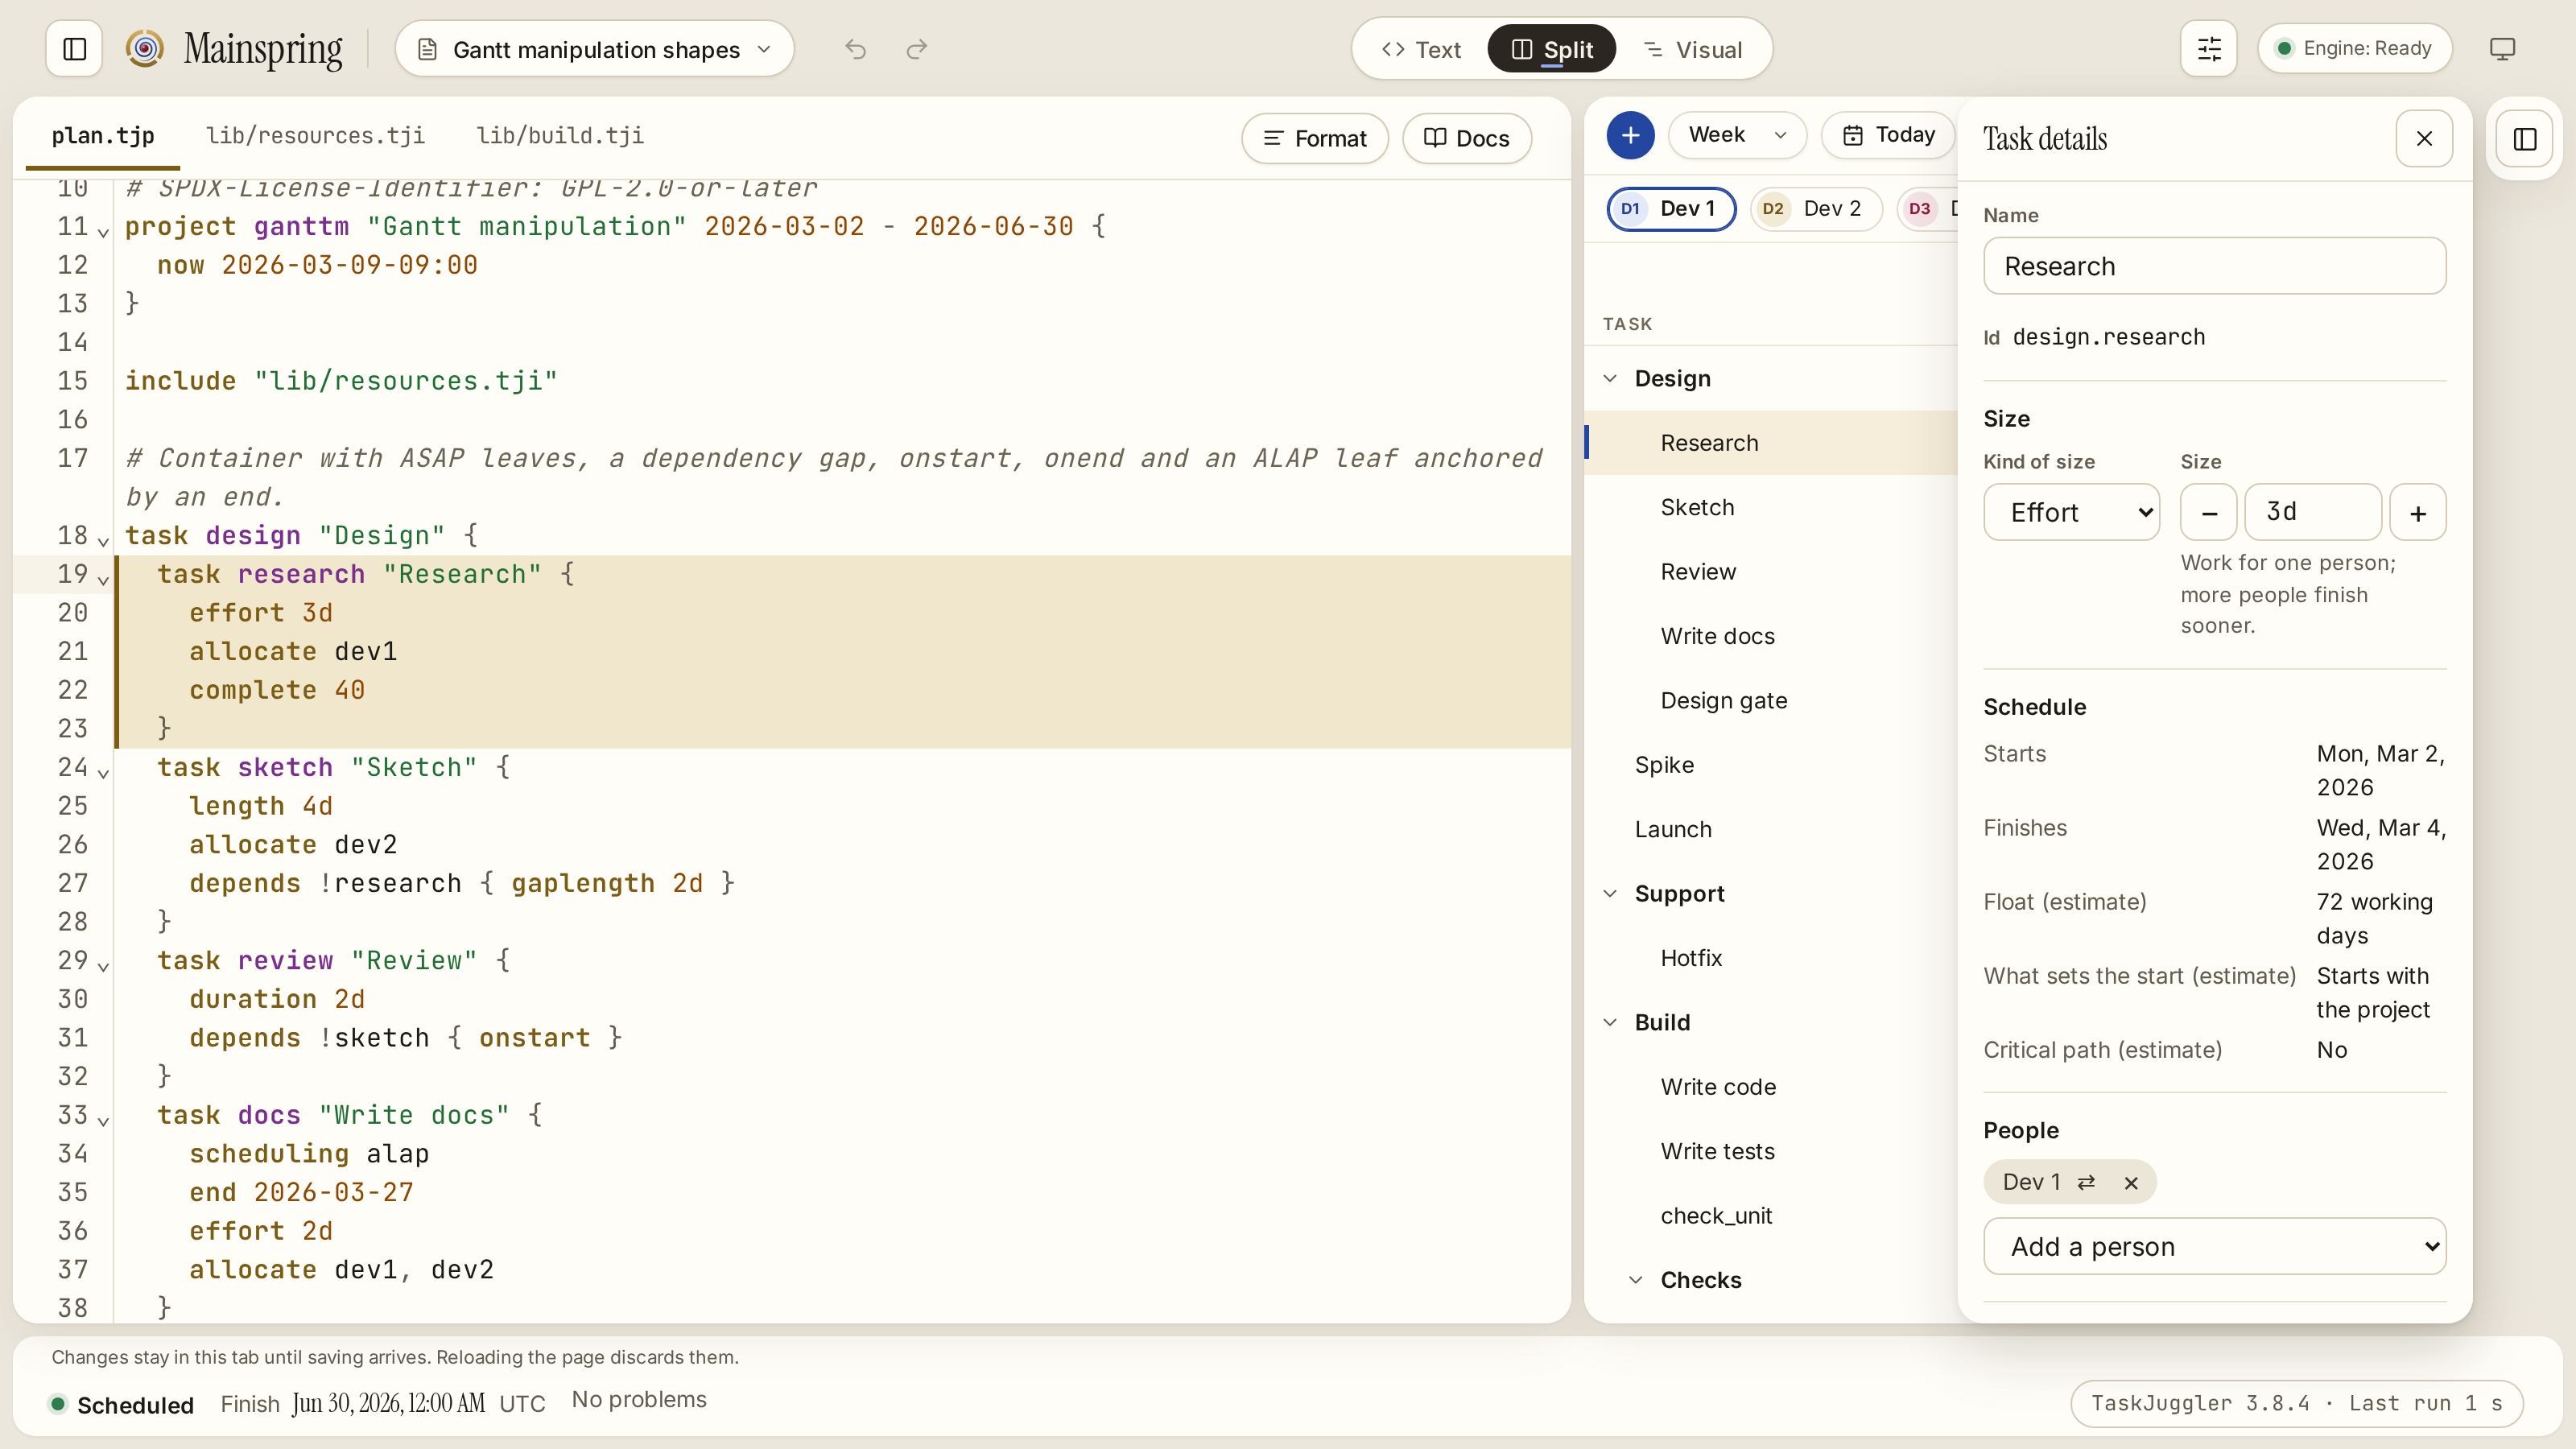 Mainspring
Gantt manipulation shapes
Text
Split
Visual
Engine: Ready
plan.tjp
lib/resources.tji
lib/build.tji
Format
Docs
10 # SPDX-License-Identifier: GPL-2.0-or-later
11 project ganttm "Gantt manipulation" 2026-03-02 - 2026-06-30 {
12 now 2026-03-09-09:00
13 }
14
15 include "lib/resources.tji"
16
17 # Container with ASAP leaves, a dependency gap, onstart, onend and an ALAP leaf anchored
by an end.
18 task design "Design" {
19 task research "Research" {
20 effort 3d
21 allocate dev1
22 complete 40
23 }
24 task sketch "Sketch" {
25 length 4d
26 allocate dev2
27 depends !research { gaplength 2d }
28 }
29 task review "Review" {
30 duration 2d
31 depends !sketch { onstart }
32 }
33 task docs "Write docs" {
34 scheduling alap
35 end 2026-03-27
36 effort 2d
37 allocate dev1, dev2
38 }
+
Week
Today
D1 Dev 1
D2 Dev 2
D3
TASK
Design
Research
Sketch
Review
Write docs
Design gate
Spike
Launch
Support
Hotfix
Build
Write code
Write tests
check_unit
Checks
Task details
Name
Research
Id design.research
Size
Kind of size
Size
Effort
− 3d +
Work for one person;
more people finish
sooner.
Schedule
Starts
Mon, Mar 2,
2026
Finishes
Wed, Mar 4,
2026
Float (estimate)
72 working
days
What sets the start (estimate)
Starts with
the project
Critical path (estimate)
No
People
Dev 1
Add a person
Changes stay in this tab until saving arrives. Reloading the page discards them.
Scheduled Finish Jun 30, 2026, 12:00 AM UTC No problems
TaskJuggler 3.8.4 · Last run 1 s